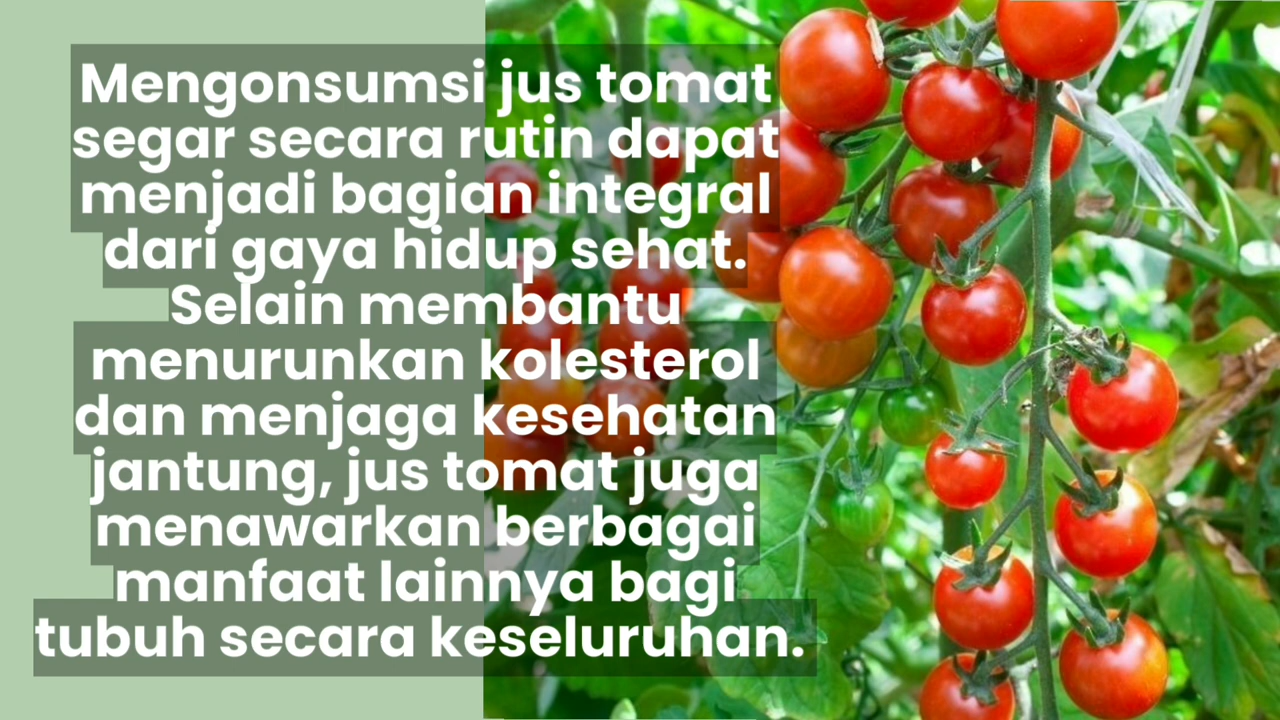 Mengonsumsi jus tomat
segar secara rutin dapat
menjadi bagian integral
dari gaya hidup sehat.
Selain membantu
menurunkan kolesterol
dan menjaga kesehatan
jantung, jus tomat juga
menawarkan berbagai
manfaat lainnya bagi
tubuh secara keseluruhan.